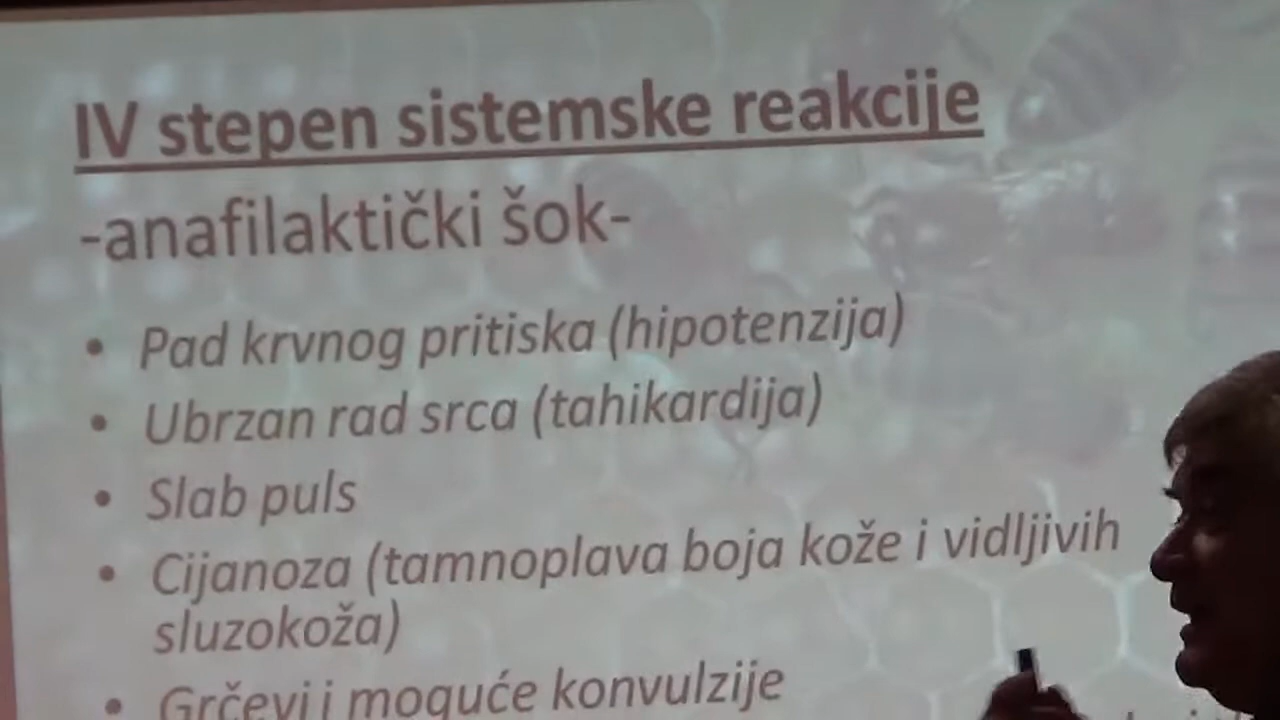 IV stepen sistemske reakcije
-anafilaktički šok-
• Pad krvnog pritiska (hipotenzija)
• Ubrzan rad srca (tahikardija)
• Slab puls
• Cijanoza (tamnoplava boja kože i vidljivih
sluzokoža)
• Grčevi i moguće konvulzije